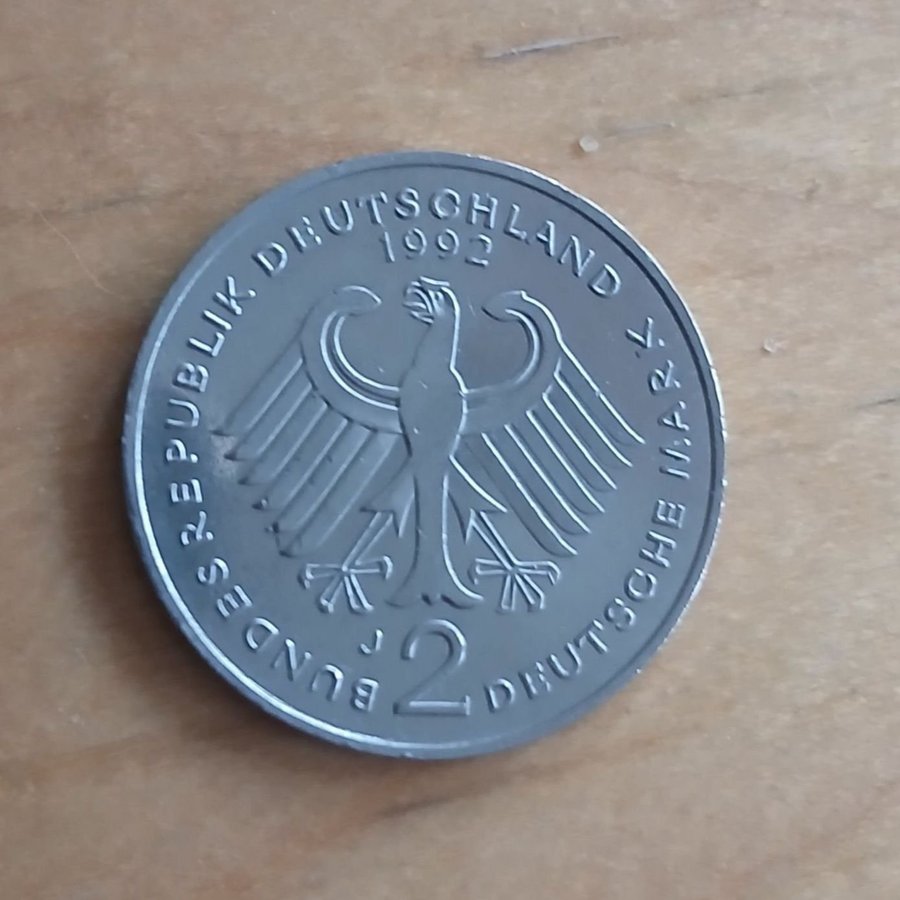 BUNDESREPUBLIK DEUTSCHLAND
1992
J
2
DEUTSCHE MARK